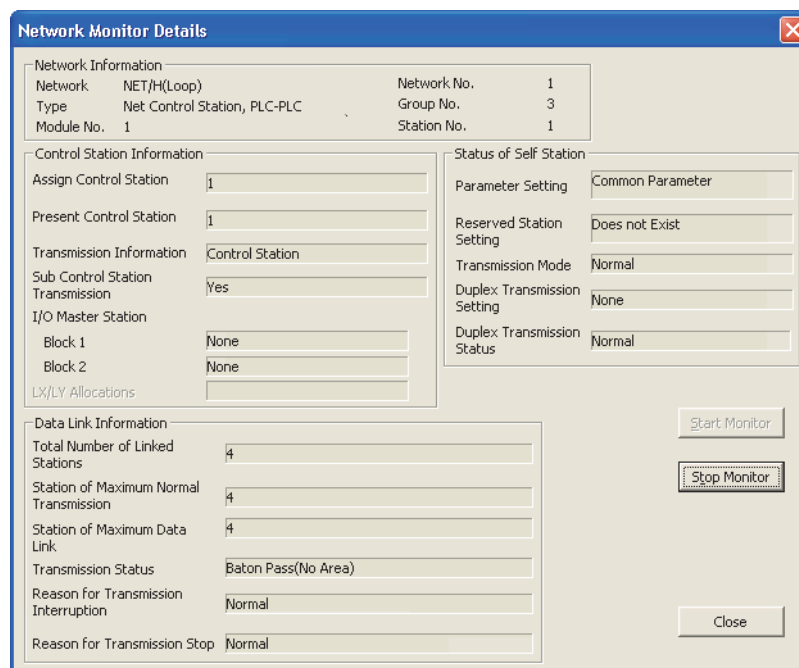 Network Monitor Details
Network Information
Network NET/H(Loop) Network No. 1
Type Net Control Station, PLC-PLC Group No. 3
Module No. 1 Station No. 1
Control Station Information
Assign Control Station 1
Present Control Station 1
Transmission Information Control Station
Sub Control Station
Transmission Yes
I/O Master Station
Block 1 None
Block 2 None
LX/LY Allocations
Status of Self Station
Parameter Setting Common Parameter
Reserved Station
Setting Does not Exist
Transmission Mode Normal
Duplex Transmission
Setting None
Duplex Transmission
Status Normal
Data Link Information
Total Number of Linked
Stations 4
Station of Maximum Normal
Transmission 4
Station of Maximum Data
Link 4
Transmission Status Baton Pass(No Area)
Reason for Transmission
Interruption Normal
Reason for Transmission Stop Normal
Start Monitor
Stop Monitor
Close